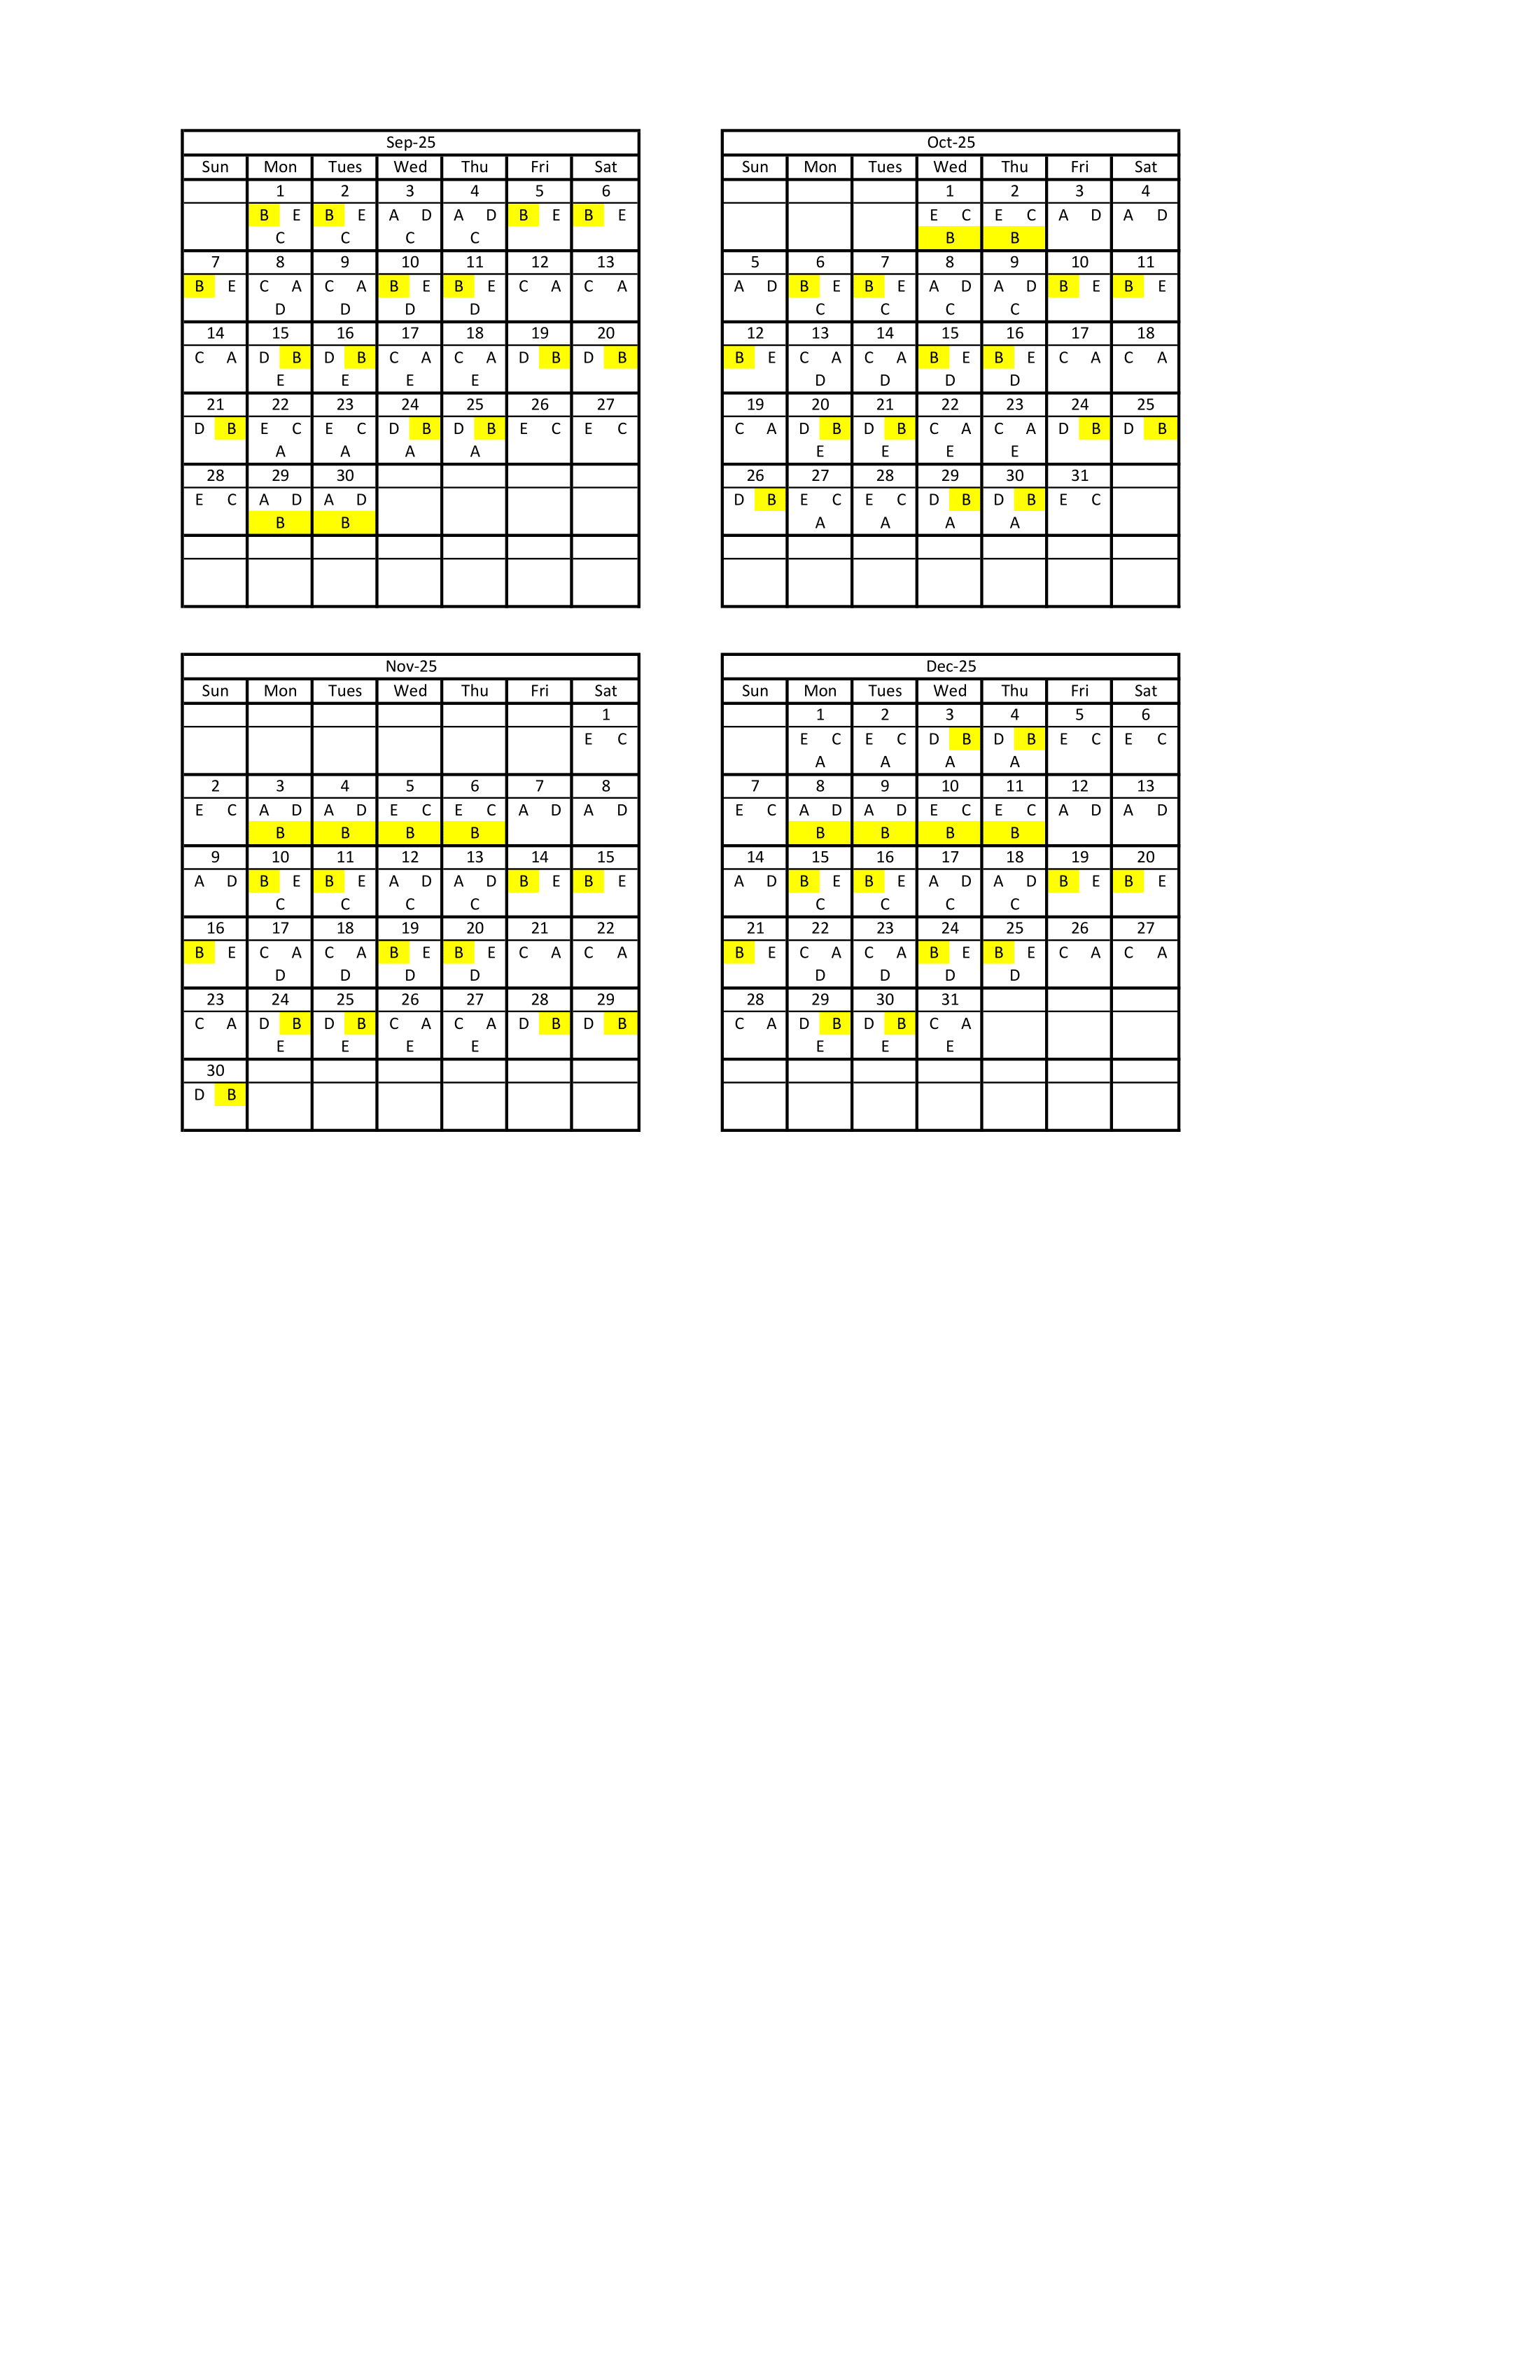 Sep-25
Sun Mon Tues Wed Thu Fri Sat
1 2 3 4 5 6
B E B E A D A D B E B E
C C C C
7 8 9 10 11 12 13
B E C A C A B E B E C A C A
D D D D
14 15 16 17 18 19 20
C A D B D B C A C A D B D B
E E E E
21 22 23 24 25 26 27
D B E C E C D B D B E C E C
A A A A
28 29 30
E C A D A D
B B
Oct-25
Sun Mon Tues Wed Thu Fri Sat
1 2 3 4
E C E C A D A D
B B
5 6 7 8 9 10 11
A D B E B E A D A D B E B E
C C C C
12 13 14 15 16 17 18
B E C A C A B E B E C A C A
D D D D
19 20 21 22 23 24 25
C A D B D B C A C A D B D B
E E E E
26 27 28 29 30 31
D B E C E C D B D B E C
A A A A
Nov-25
Sun Mon Tues Wed Thu Fri Sat
1
E C
2 3 4 5 6 7 8
E C A D A D E C E C A D A D
B B B B
9 10 11 12 13 14 15
A D B E B E A D A D B E B E
C C C C
16 17 18 19 20 21 22
B E C A C A B E B E C A C A
D D D D
23 24 25 26 27 28 29
C A D B D B C A C A D B D B
E E E E
30
D B
Dec-25
Sun Mon Tues Wed Thu Fri Sat
1 2 3 4 5 6
E C E C D B D B E C E C
A A A A
7 8 9 10 11 12 13
E C A D A D E C E C A D A D
B B B B
14 15 16 17 18 19 20
A D B E B E A D A D B E B E
C C C C
21 22 23 24 25 26 27
B E C A C A B E B E C A C A
D D D D
28 29 30 31
C A D B D B C A
E E E